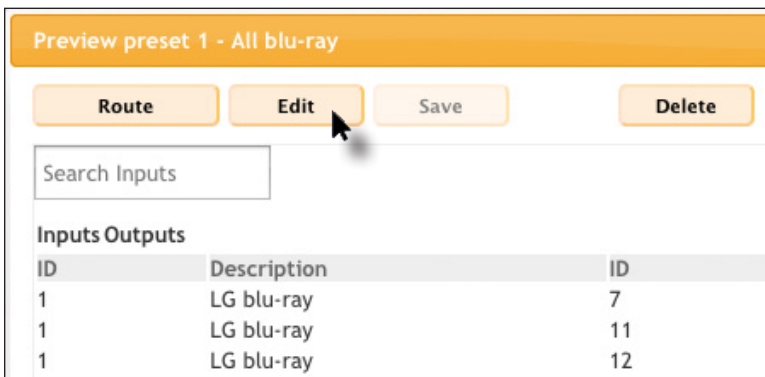 Preview preset 1 - All blu-ray
Route Edit Save Delete
Search Inputs
Inputs Outputs
ID Description ID
1 LG blu-ray 7
1 LG blu-ray 11
1 LG blu-ray 12